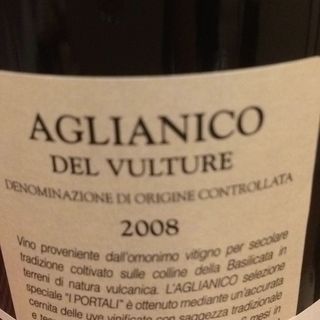 AGLIANICO
DEL VULTURE
DENOMINAZIONE DI ORIGINE CONTROLLATA
2008
Vino proveniente dall'omonimo vitigno per secolare
tradizione coltivato sulle colline della Basilicata in
terreni di natura vulcanica. L'AGLIANICO selezione
speciale "I PORTALI" è ottenuto mediante un'accurata
cernita delle uve vinificate con saggezza tradizionale
mesi in